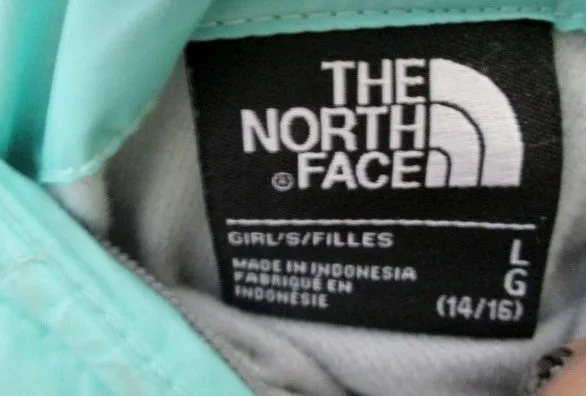 THE
NORTH
® FACE
GIRL'S/FILLES
L
MADE IN INDONESIA
G
FABRIQUÉ EN
INDONÉSIE
(14/16)